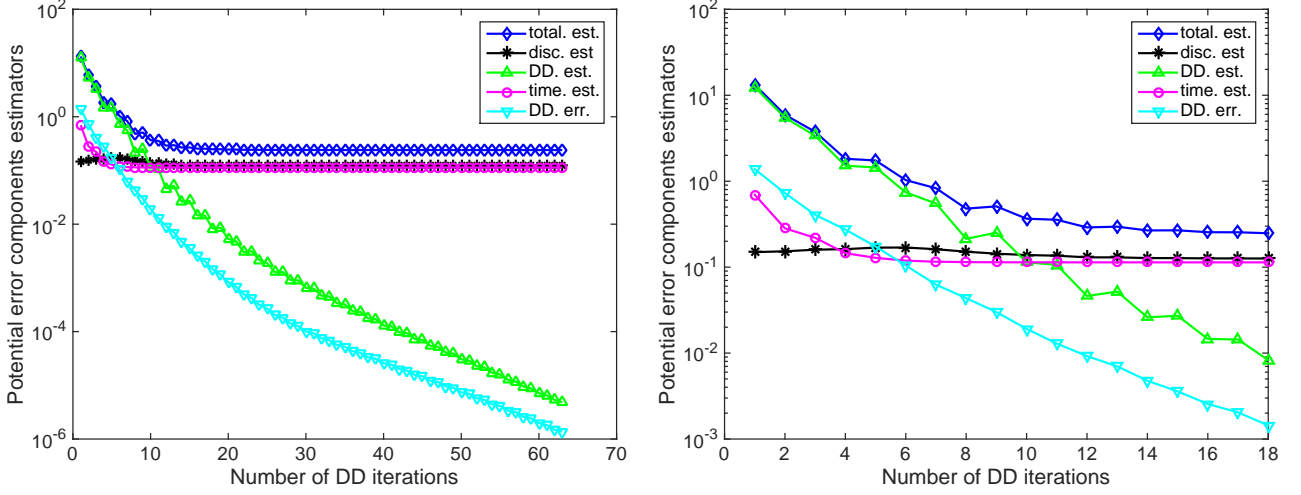 Potential error components estimators
10^2
10^0
10^-2
10^-4
10^-6
0 10 20 30 40 50 60 70
Number of DD iterations
total. est.
disc. est
DD. est.
time. est.
DD. err.
Potential error components estimators
10^2
10^1
10^0
10^-1
10^-2
10^-3
0 2 4 6 8 10 12 14 16 18
Number of DD iterations
total. est.
disc. est
DD. est.
time. est.
DD. err.